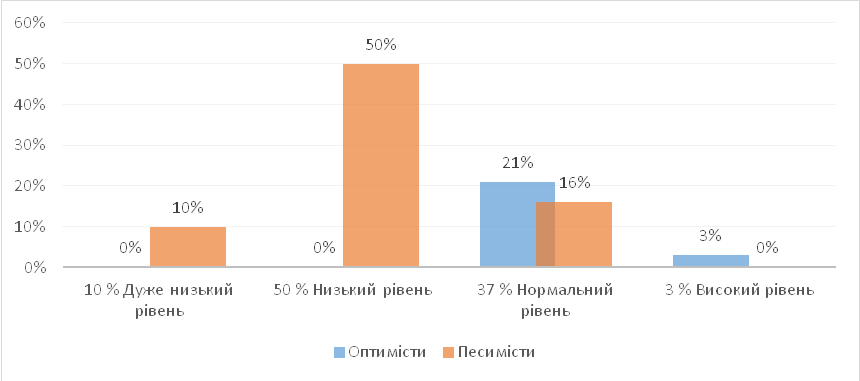 60%
50%
50%
40%
30%
21%
20%
16%
10%
10%
3%
0%
0%
0%
0%
10 % Дуже низький
рівень
50 % Низький рівень
37 % Нормальний
рівень
3 % Високий рівень
Оптимісти
Песимісти